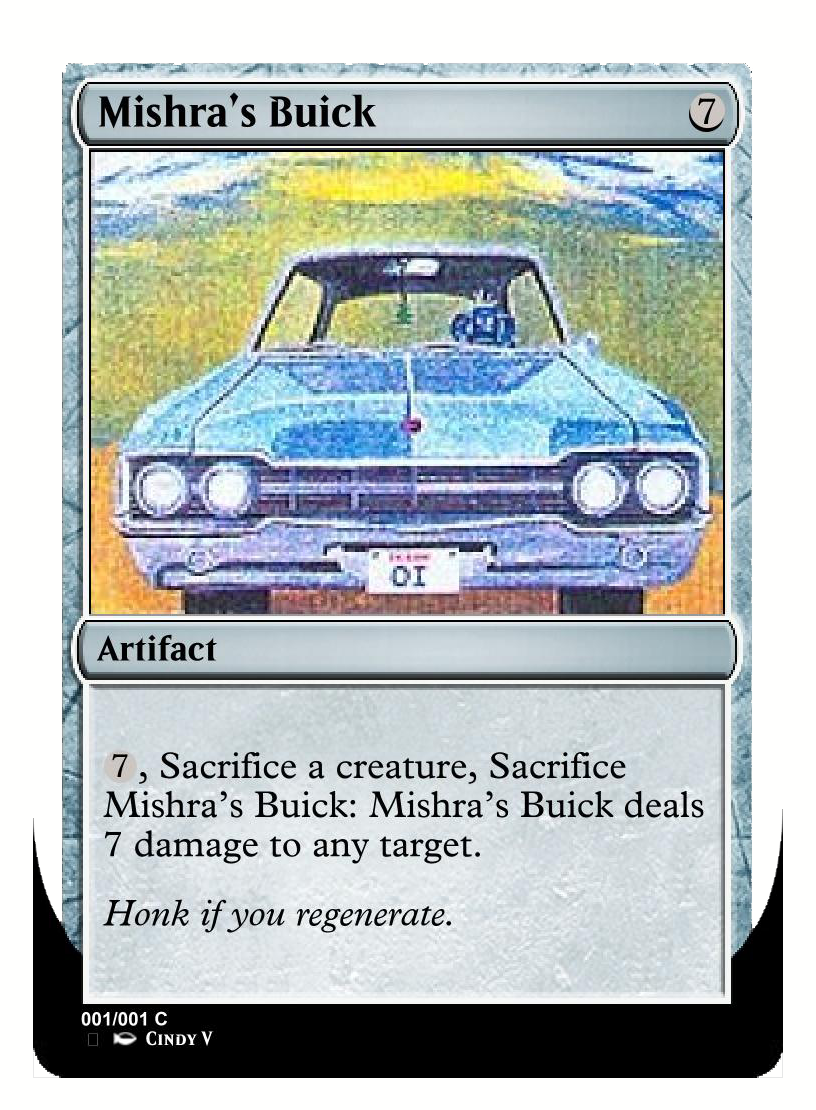 Mishra's Buick 7
OI
Artifact
7, Sacrifice a creature, Sacrifice
Mishra's Buick: Mishra's Buick deals
7 damage to any target.
Honk if you regenerate.
001/001 C
Cindy V